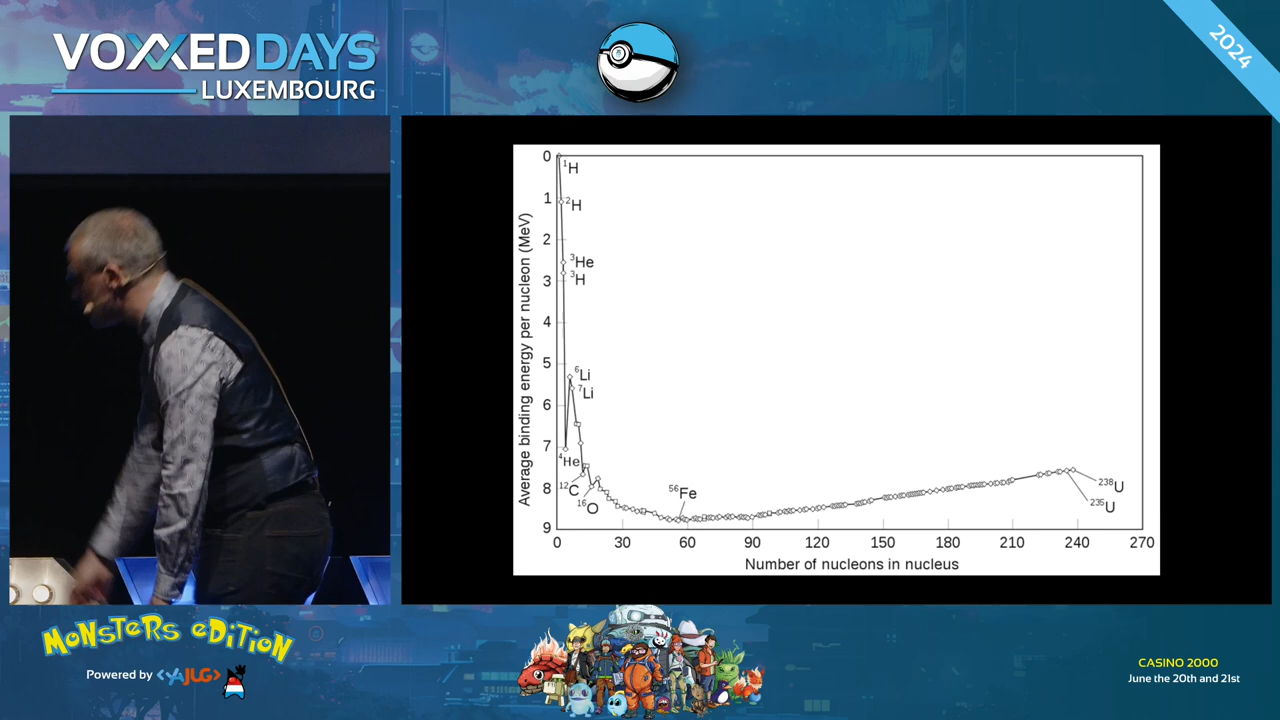 VOXXED DAYS
LUXEMBOURG
2024
Average binding energy per nucleon (MeV)
0
1
2
3
4
5
6
7
8
9
¹H
²H
³He
³H
⁶Li
⁷Li
⁴He
¹²C
¹⁶O
⁵⁶Fe
²³⁸U
²³⁵U
0 30 60 90 120 150 180 210 240 270
Number of nucleons in nucleus
MONSTERS EDITION
Powered by <YAJUG>
CASINO 2000
June the 20th and 21st